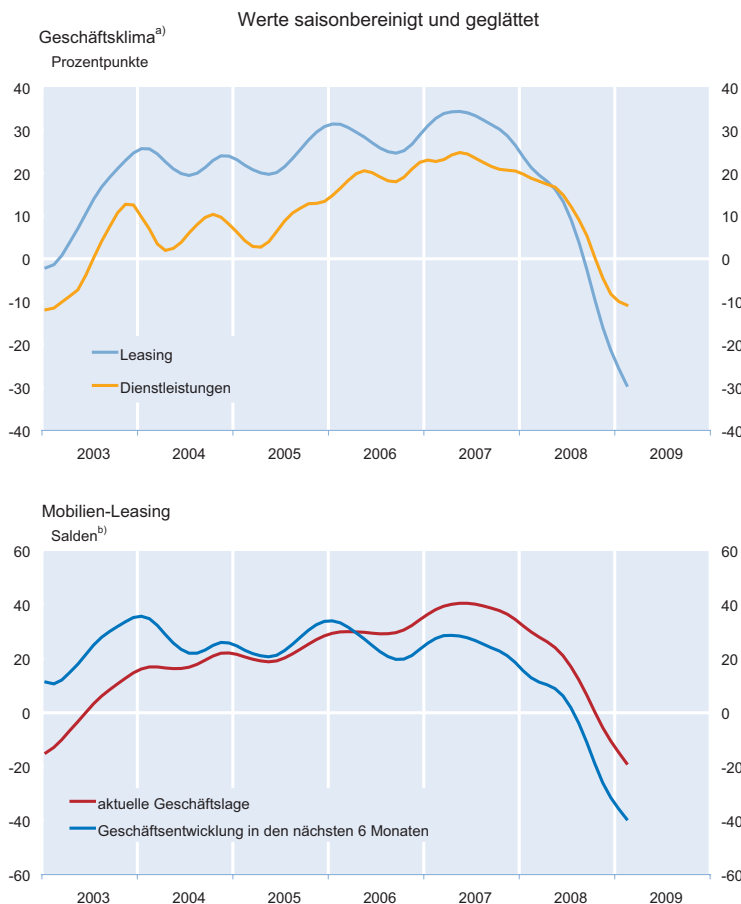 Werte saisonbereinigt und geglättet
Geschäftsklima a)
Prozentpunkte
40 40
30 30
20 20
10 10
0 0
-10 -10
-20 -20
-30 -30
-40 -40
Leasing
Dienstleistungen
2003 2004 2005 2006 2007 2008 2009
Mobilien-Leasing
Salden b)
60 60
40 40
20 20
0 0
-20 -20
-40 -40
-60 -60
aktuelle Geschäftslage
Geschäftsentwicklung in den nächsten 6 Monaten
2003 2004 2005 2006 2007 2008 2009